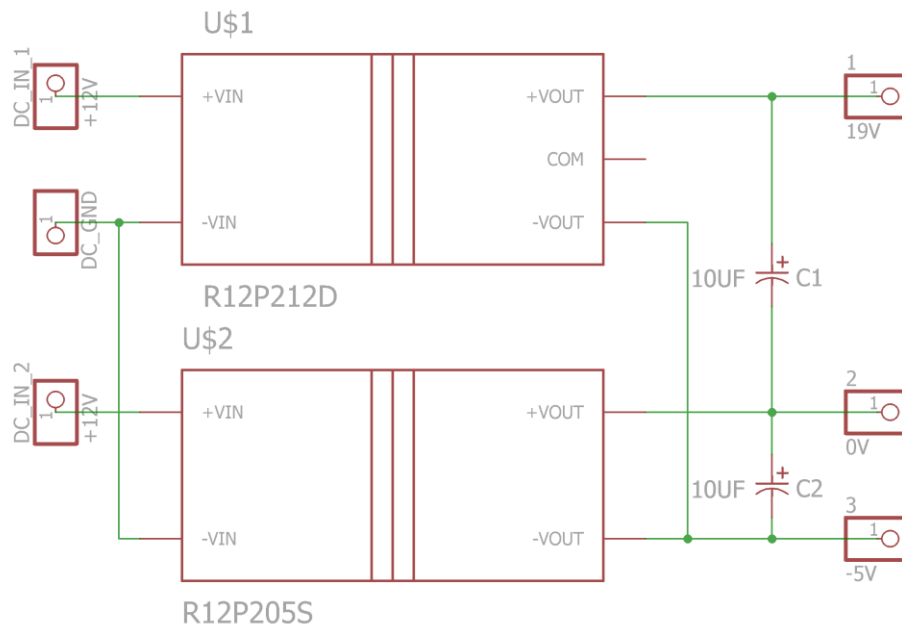 U$1
DC_IN_1
1
+12V
+VIN
+VOUT
1
1
19V
COM
1
DC_GND
-VIN
-VOUT
+
10UF
C1
R12P212D
U$2
DC_IN_2
1
+12V
+VIN
+VOUT
2
1
0V
+
10UF
C2
-VIN
-VOUT
3
1
-5V
R12P205S